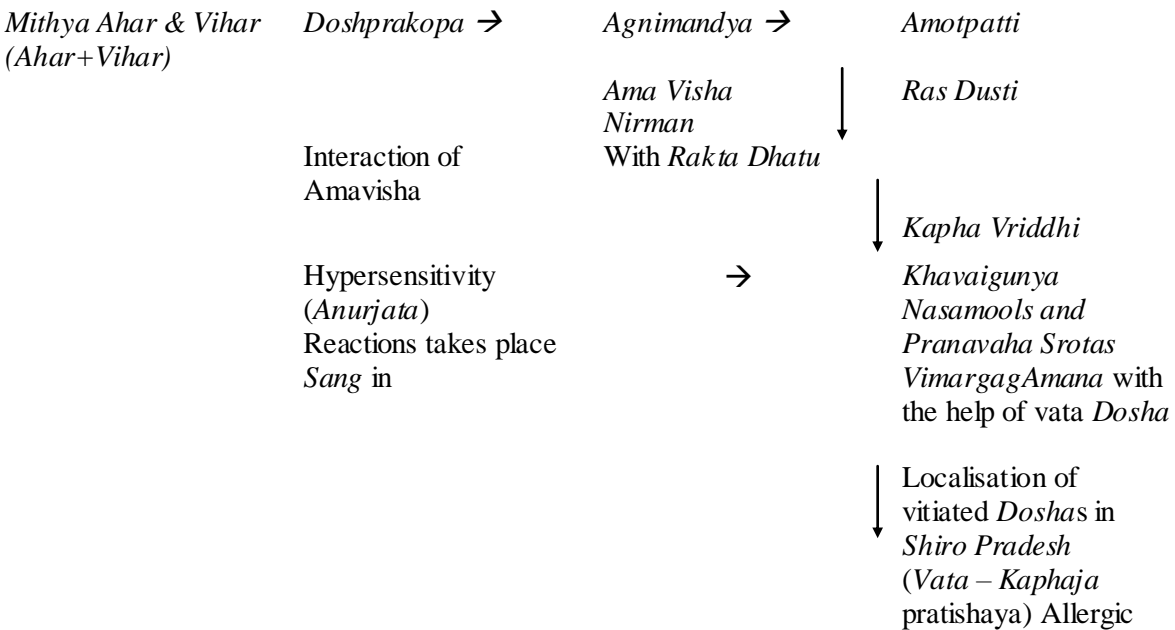 Mithya Ahar & Vihar
(Ahar+Vihar)
Doshprakopa →
Agnimandya →
Amotpatti
Ama Visha
Nirman
With Rakta Dhatu
Ras Dusti
Interaction of
Amavisha
Kapha Vriddhi
Hypersensitivity
(Anurjata)
Reactions takes place
Sang in
→
Khavaigunya
Nasamools and
Pranavaha Srotas
VimargagAmana with
the help of vata Dosha
Localisation of
vitiated Doshas in
Shiro Pradesh
(Vata – Kaphaja
pratishaya) Allergic